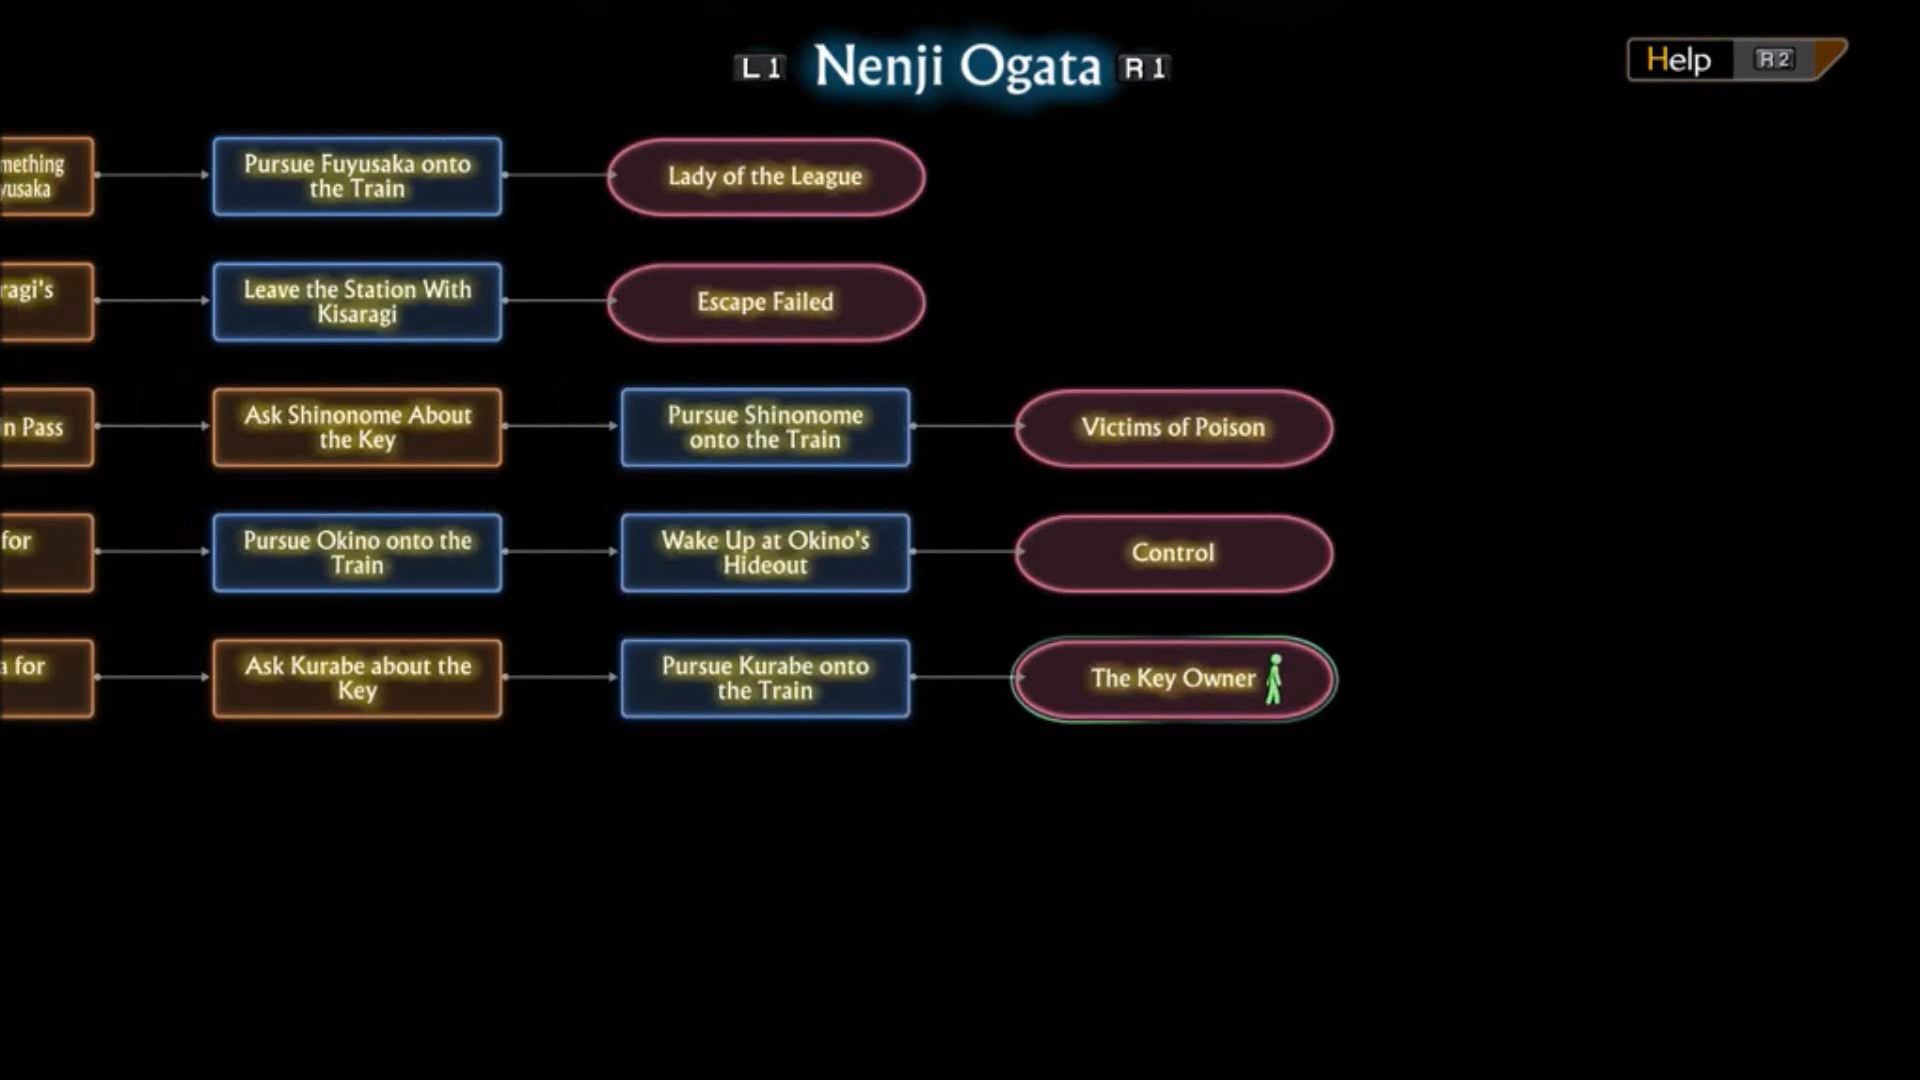 L1 Nenji Ogata R1
Help R2
mething
yusaka
Pursue Fuyusaka onto
the Train
Lady of the League
ragi's
Leave the Station With
Kisaragi
Escape Failed
n Pass
Ask Shinonome About
the Key
Pursue Shinonome
onto the Train
Victims of Poison
for
Pursue Okino onto the
Train
Wake Up at Okino's
Hideout
Control
a for
Ask Kurabe about the
Key
Pursue Kurabe onto
the Train
The Key Owner